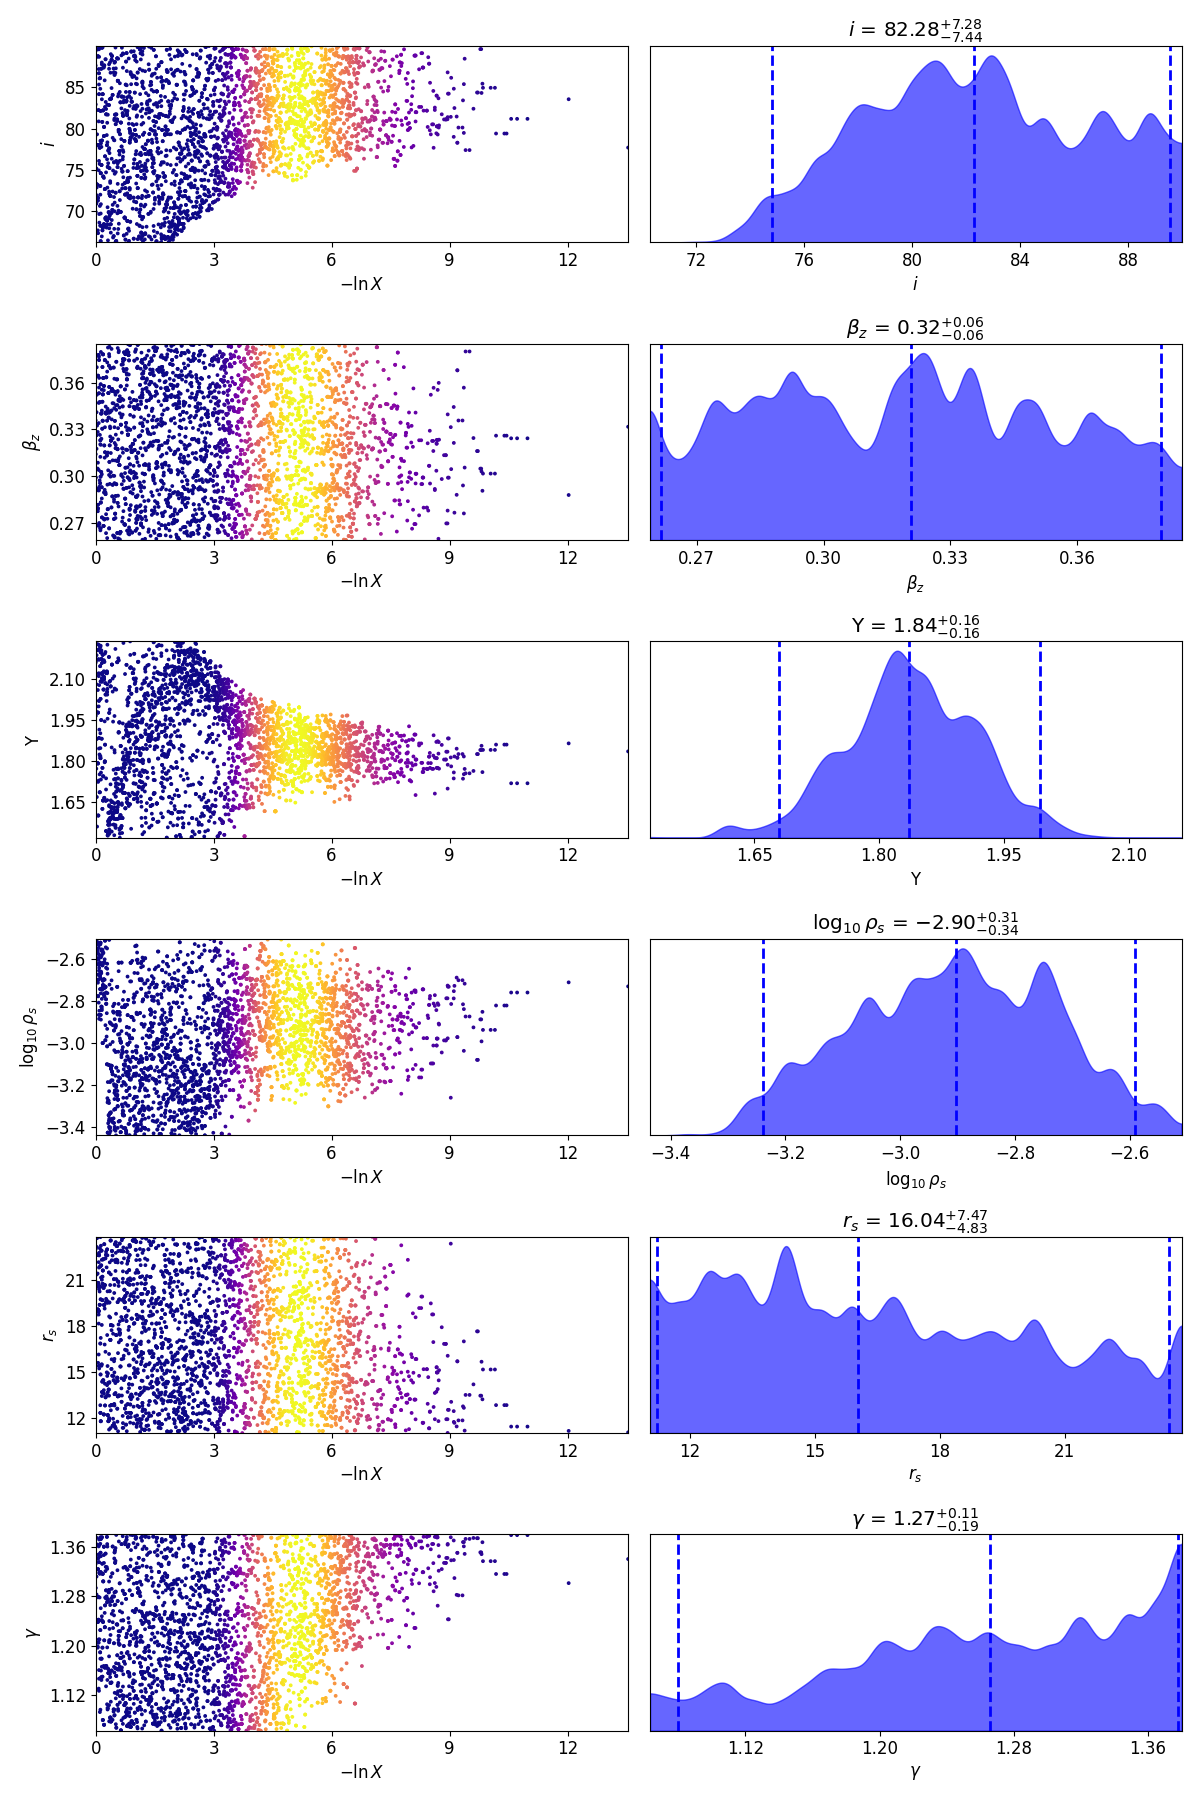 i = 82.28^{+7.28}_{-7.44}
85
80
75
70
i
0 3 6 9 12
−ln X
72 76 80 84 88
i
β_z = 0.32^{+0.06}_{-0.06}
0.36
0.33
0.30
0.27
β_z
0 3 6 9 12
−ln X
0.27 0.30 0.33 0.36
β_z
Y = 1.84^{+0.16}_{-0.16}
2.10
1.95
1.80
1.65
Y
0 3 6 9 12
−ln X
1.65 1.80 1.95 2.10
Y
log₁₀ ρ_s = −2.90^{+0.31}_{-0.34}
−2.6
−2.8
−3.0
−3.2
−3.4
log₁₀ ρ_s
0 3 6 9 12
−ln X
−3.4 −3.2 −3.0 −2.8 −2.6
log₁₀ ρ_s
r_s = 16.04^{+7.47}_{-4.83}
21
18
15
12
r_s
0 3 6 9 12
−ln X
12 15 18 21
r_s
γ = 1.27^{+0.11}_{-0.19}
1.36
1.28
1.20
1.12
γ
0 3 6 9 12
−ln X
1.12 1.20 1.28 1.36
γ